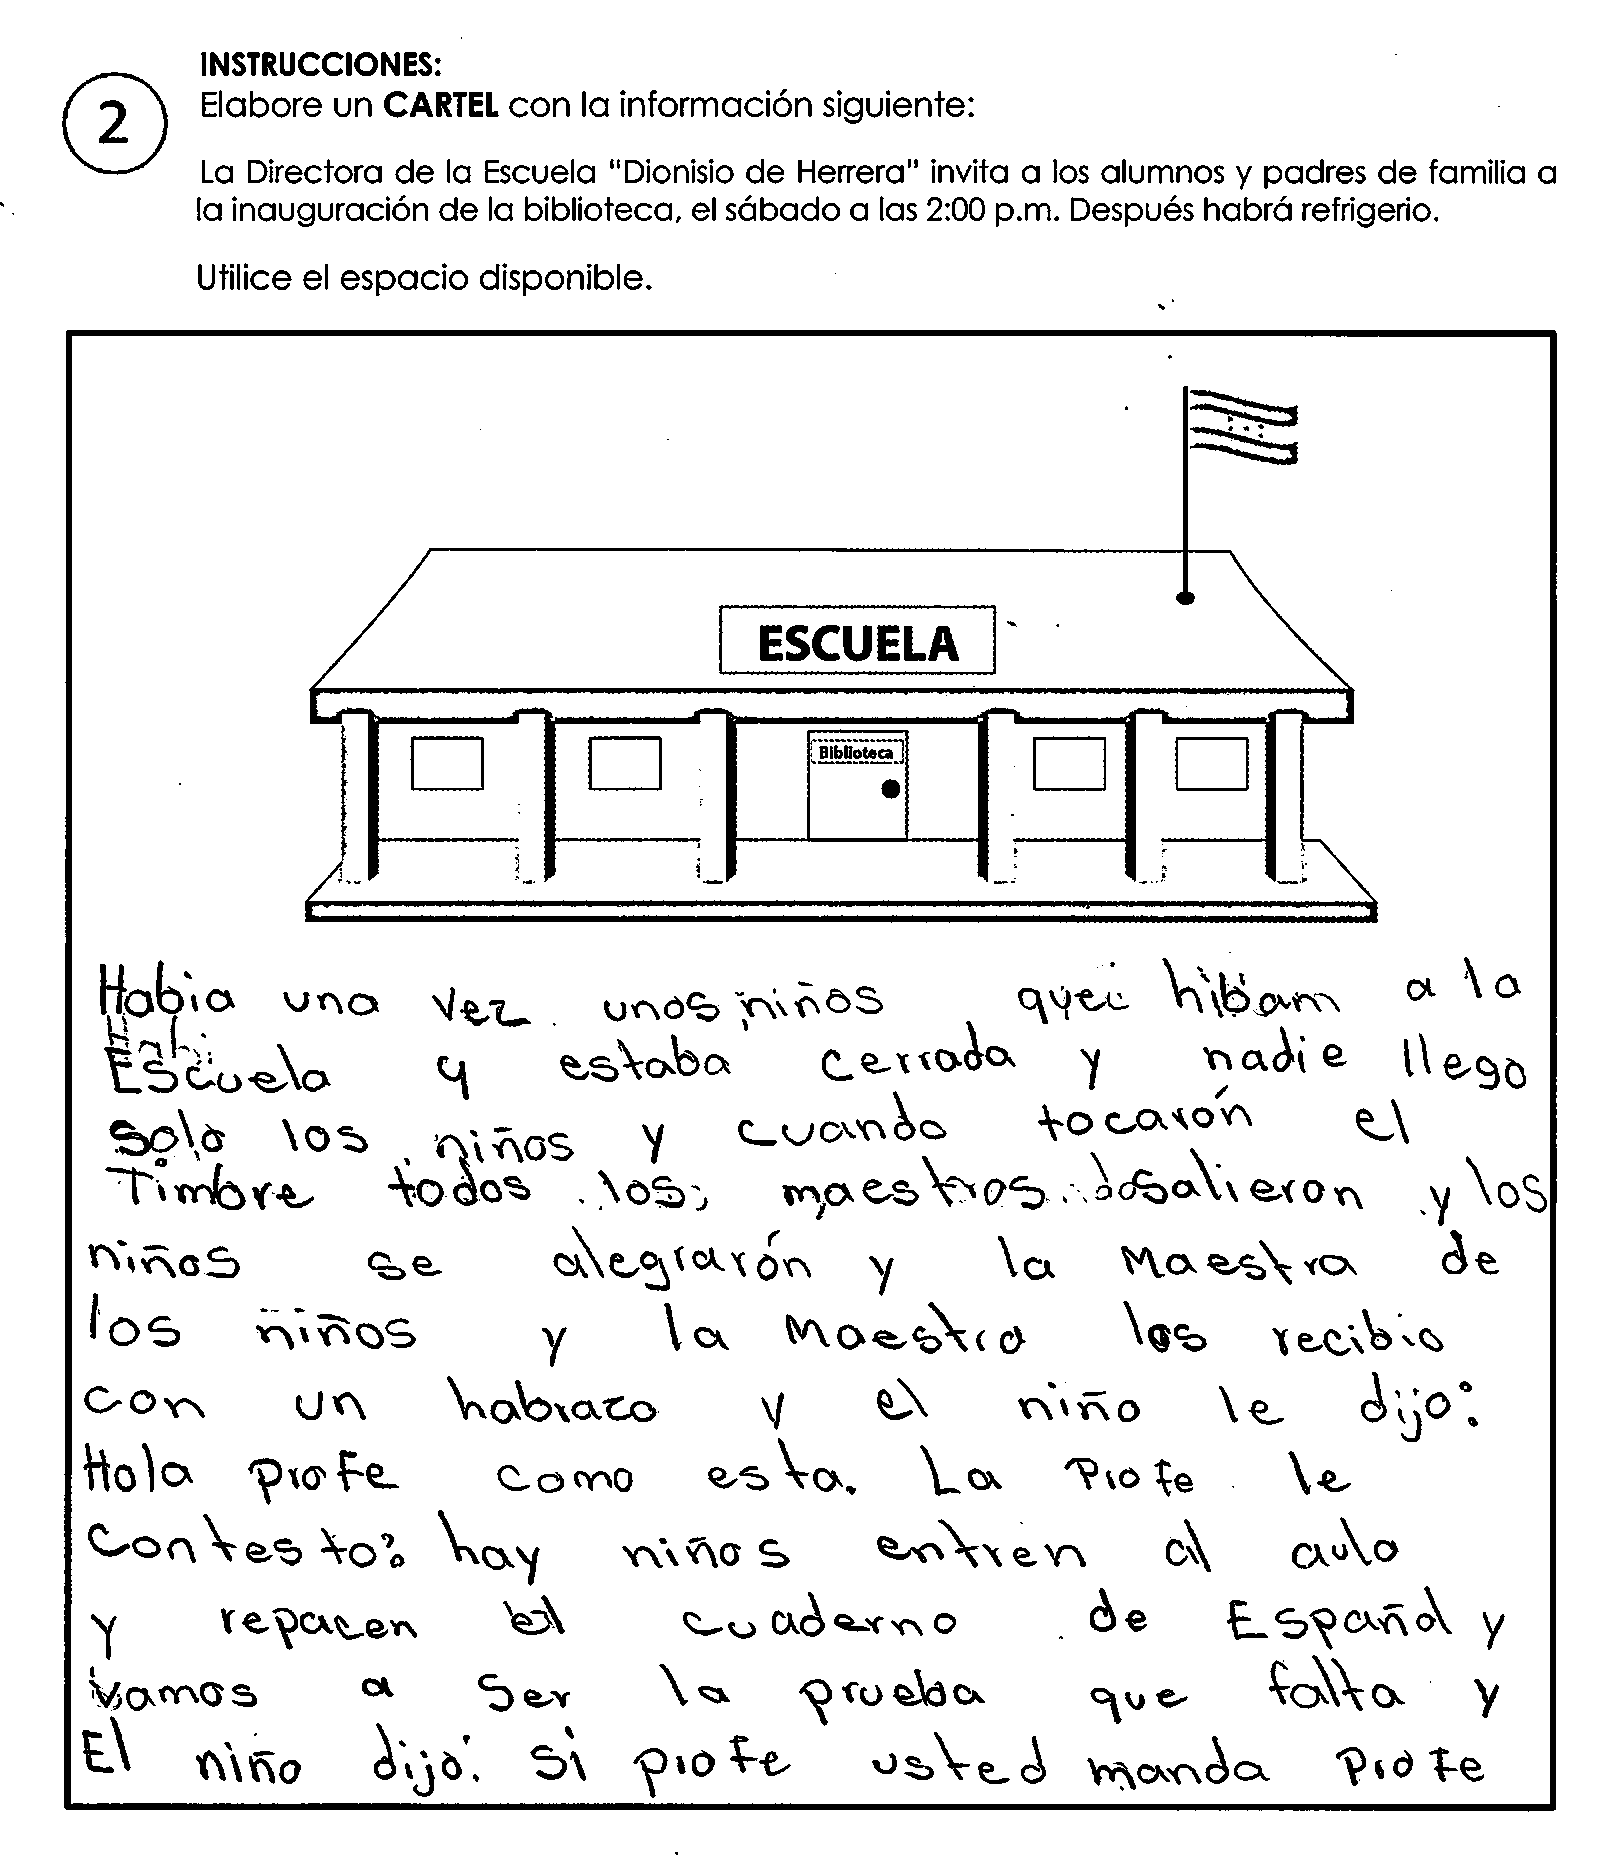 2
INSTRUCCIONES:
Elabore un CARTEL con la información siguiente:
La Directora de la Escuela "Dionisio de Herrera" invita a los alumnos y padres de familia a
la inauguración de la biblioteca, el sábado a las 2:00 p.m. Después habrá refrigerio.
Utilice el espacio disponible.
ESCUELA
Biblioteca
Habia una vez unos niños que hibam a la
Escuela y estaba cerrada y nadie llego
solo los niños y cuando tocarón el
Timbre todos los maestros salieron y los
niños se alegrarón y la Maestra de
los niños y la Maestra los recibio
con un habrazo y el niño le dijo:
Hola profe como esta. La Profe le
contesto: hay niños entren al aula
y repacen el cuaderno de Español y
vamos a Ser la prueba que falta y
El niño dijo: Si profe usted manda Profe